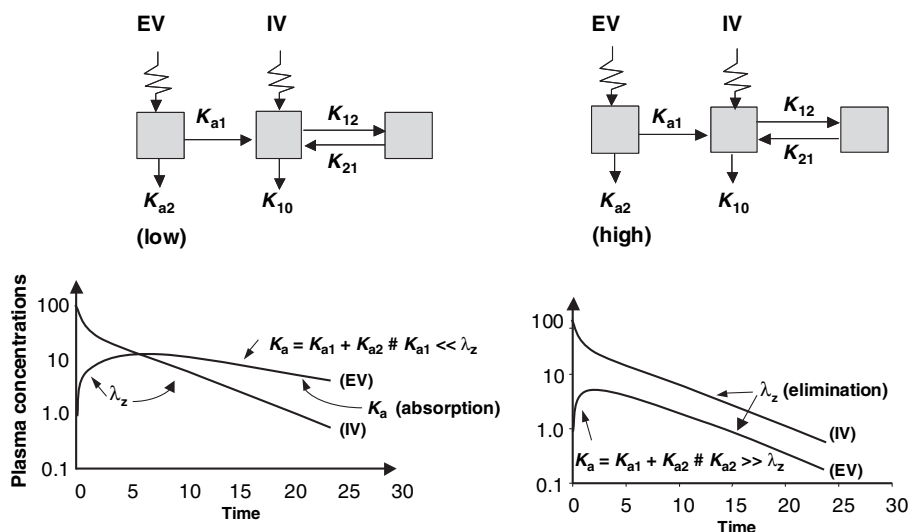 EV IV
K12
Ka1
K21
Ka2 K10
(low)
EV IV
K12
Ka1
K21
Ka2 K10
(high)
Plasma concentrations
100
10
1.0
0.1
Ka = Ka1 + Ka2 # Ka1 << λz
(EV)
λz
Ka (absorption)
(IV)
0 5 10 15 20 25 30
Time
100
10
1.0
0.1
λz (elimination)
(IV)
Ka = Ka1 + Ka2 # Ka2 >> λz
(EV)
0 5 10 15 20 25 30
Time